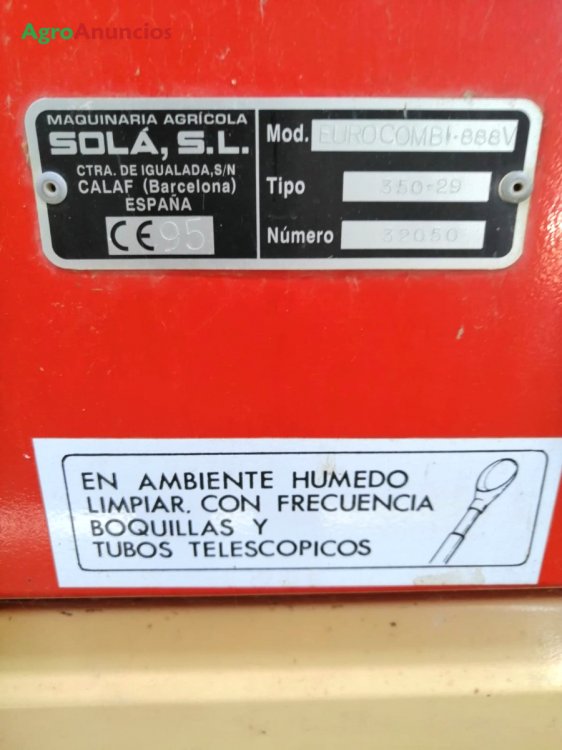 AgroAnuncios
MAQUINARIA AGRÍCOLA
SOLÁ, S.L.
CTRA. DE IGUALADA, S/N
CALAF (Barcelona)
ESPAÑA
CE 95
Mod. EUROCOMBI-888V
Tipo 350-29
Número 32050
EN AMBIENTE HUMEDO
LIMPIAR. CON FRECUENCIA
BOQUILLAS Y
TUBOS TELESCOPICOS